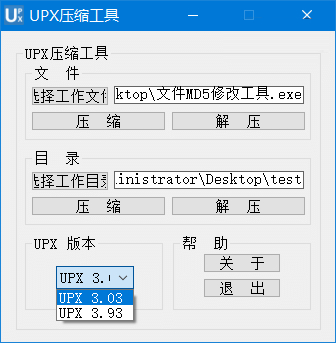 UPX压缩工具
UPX压缩工具
文 件
选择工作文件
ktop\文件MD5修改工具.exe
压 缩
解 压
目 录
选择工作目录
inistrator\Desktop\test
压 缩
解 压
UPX 版本
UPX 3.
UPX 3.03
UPX 3.93
帮 助
关 于
退 出